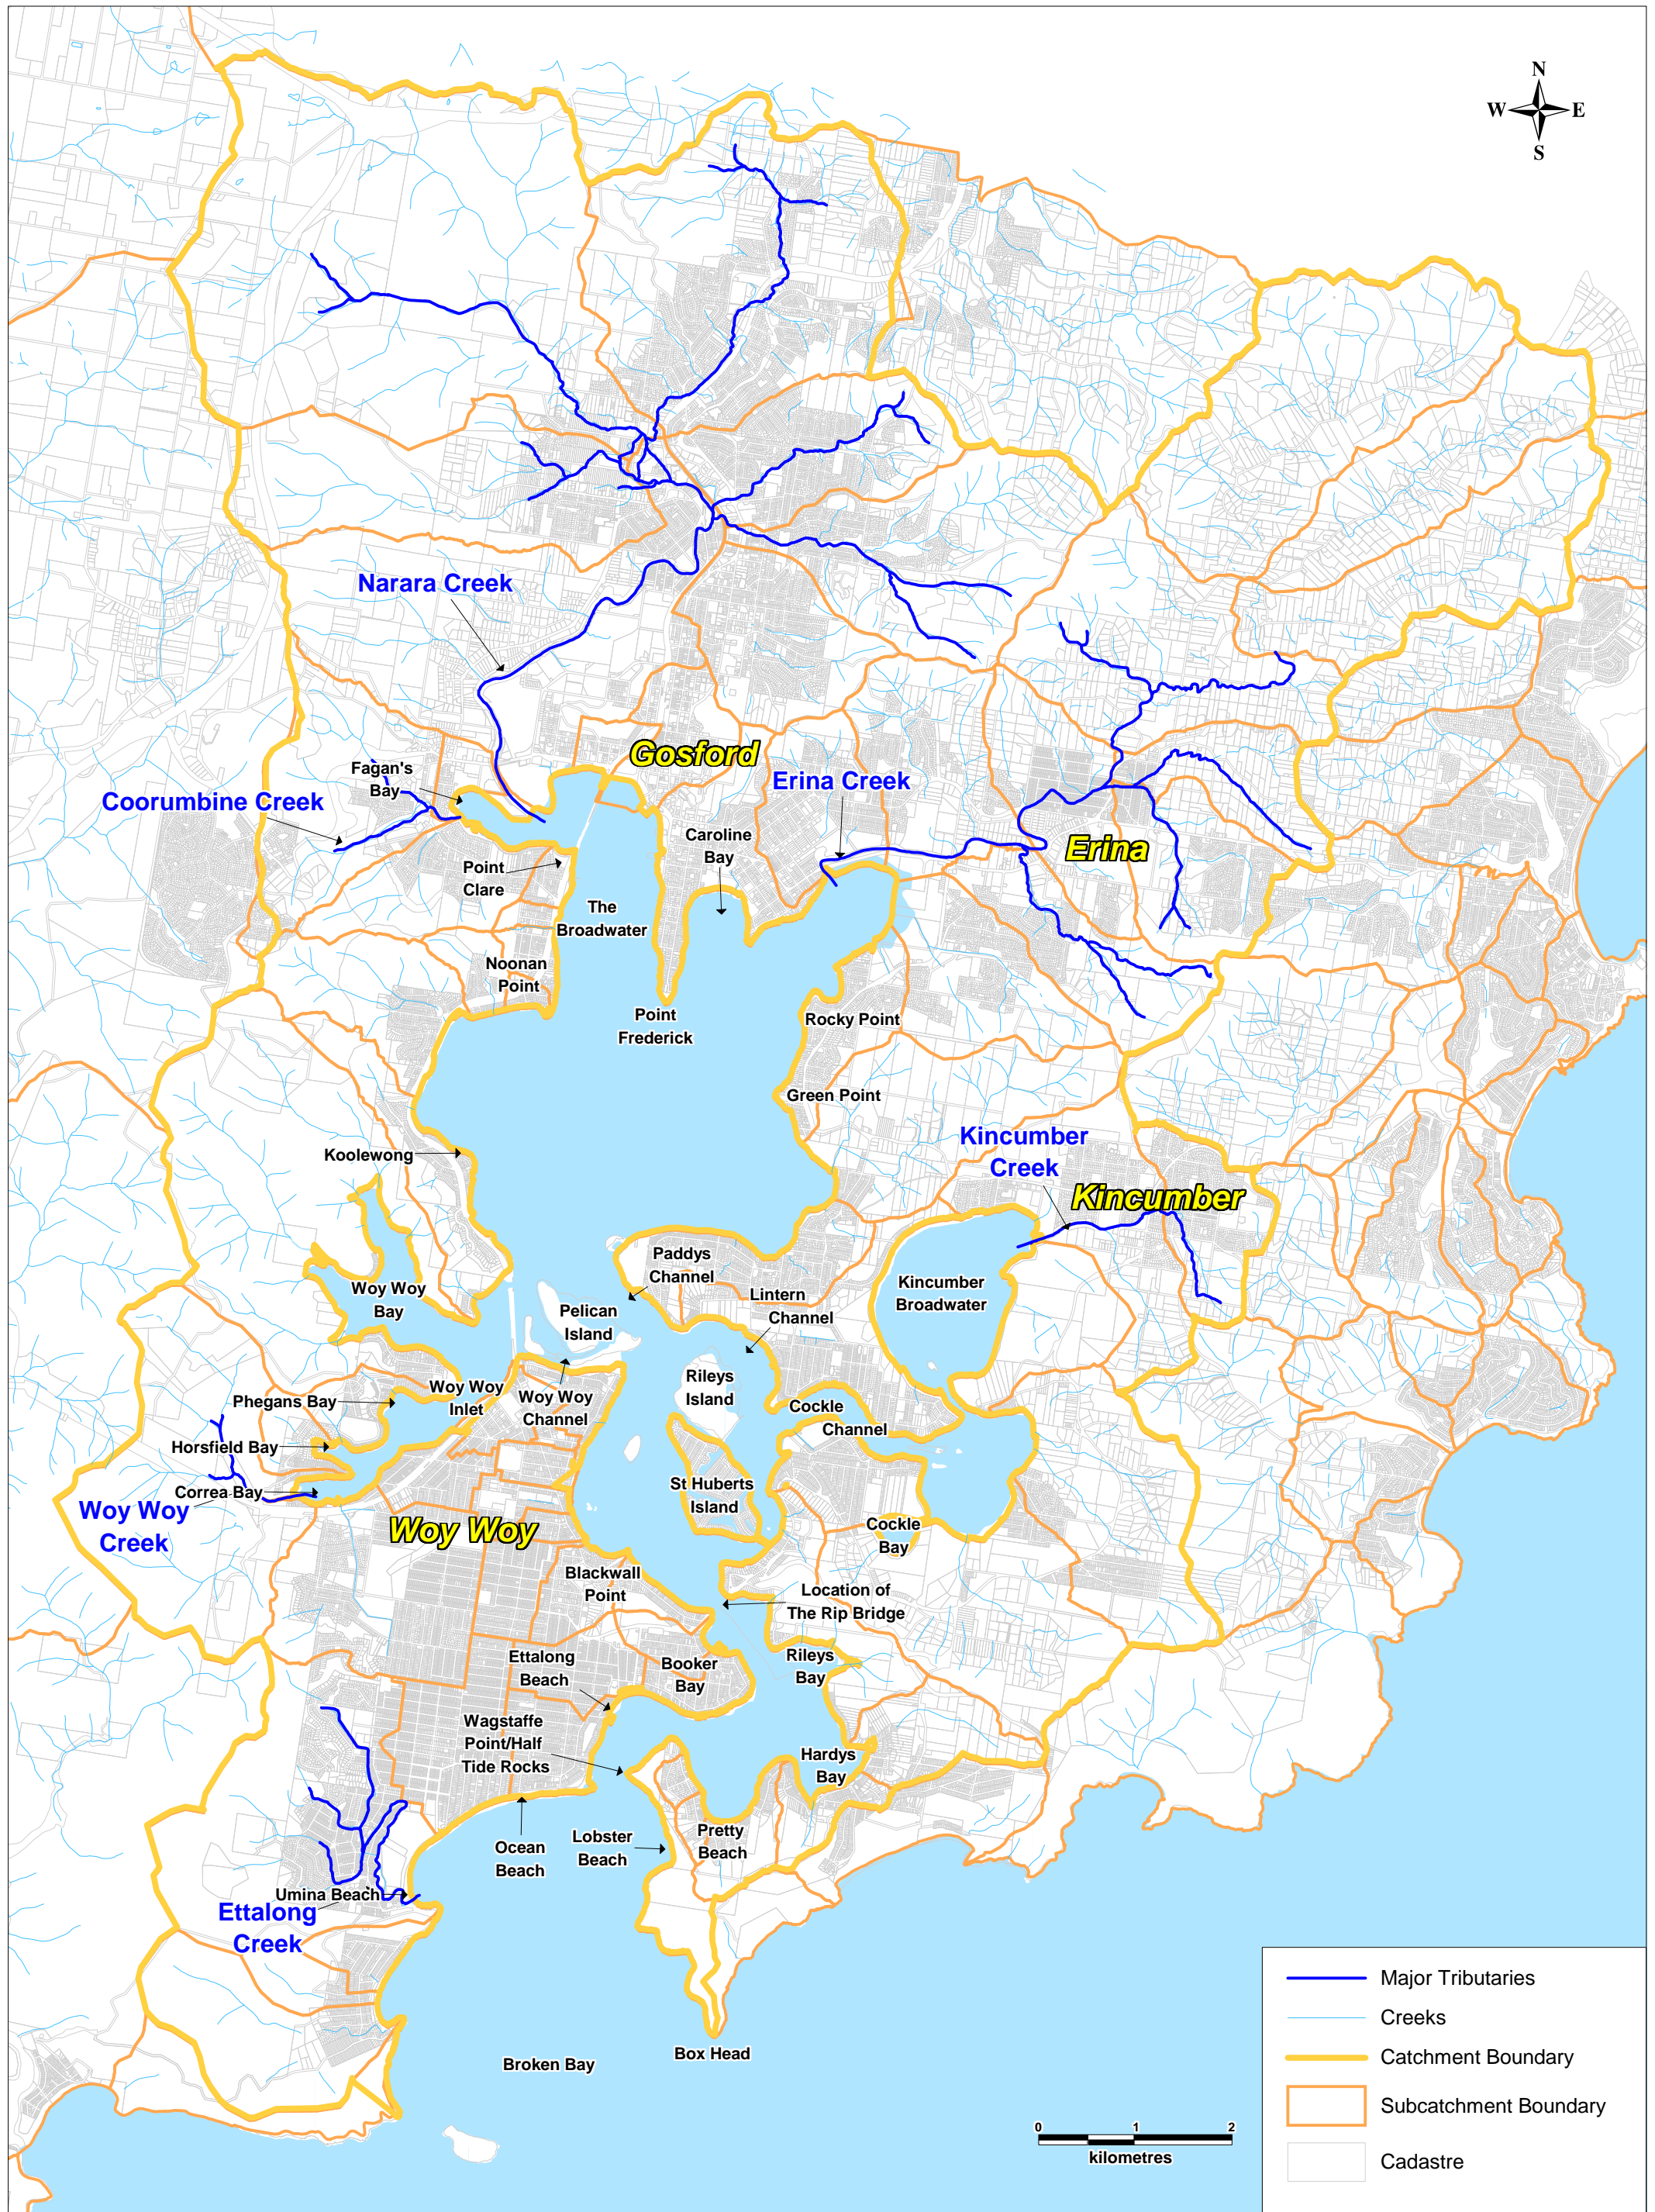 N
W E
S
Narara Creek
Gosford
Fagan's
Bay
Coorumbine Creek
Erina Creek
Caroline
Bay
Erina
Point
Clare
The
Broadwater
Noonan
Point
Point
Frederick
Rocky Point
Green Point
Kincumber
Creek
Koolewong
Kincumber
Paddys
Channel
Woy Woy
Bay
Pelican
Island
Lintern
Channel
Kincumber
Broadwater
Rileys
Island
Phegans Bay
Woy Woy
Inlet
Woy Woy
Channel
Cockle
Channel
Horsfield Bay
Correa Bay
St Huberts
Island
Woy Woy
Creek
Woy Woy
Cockle
Bay
Blackwall
Point
Location of
The Rip Bridge
Ettalong
Beach
Booker
Bay
Rileys
Bay
Wagstaffe
Point/Half
Tide Rocks
Hardys
Bay
Ocean
Beach
Lobster
Beach
Pretty
Beach
Umina Beach
Ettalong
Creek
Broken Bay
Box Head
0 1 2
kilometres
Major Tributaries
Creeks
Catchment Boundary
Subcatchment Boundary
Cadastre